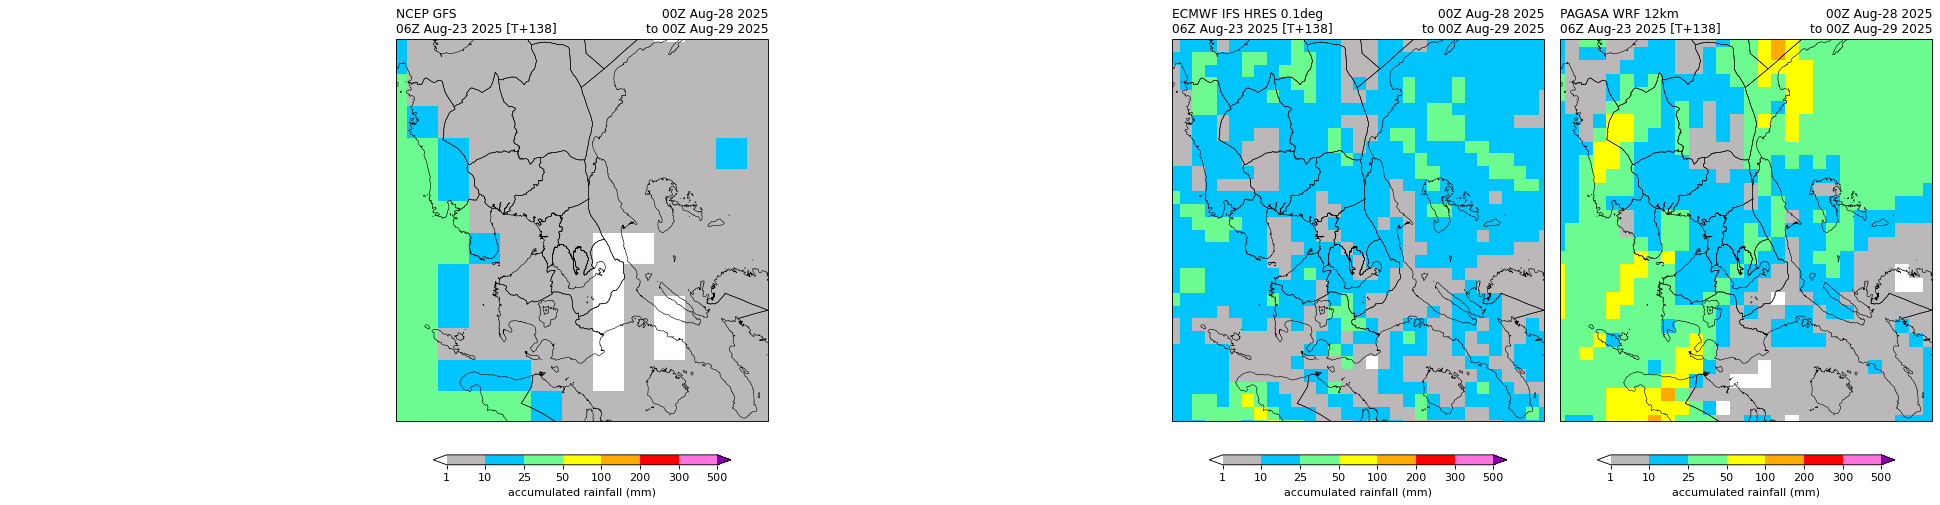 NCEP GFS 00Z Aug-28 2025
06Z Aug-23 2025 [T+138] to 00Z Aug-29 2025
1 10 25 50 100 200 300 500
accumulated rainfall (mm)
ECMWF IFS HRES 0.1deg 00Z Aug-28 2025
06Z Aug-23 2025 [T+138] to 00Z Aug-29 2025
1 10 25 50 100 200 300 500
accumulated rainfall (mm)
PAGASA WRF 12km 00Z Aug-28 2025
06Z Aug-23 2025 [T+138] to 00Z Aug-29 2025
1 10 25 50 100 200 300 500
accumulated rainfall (mm)